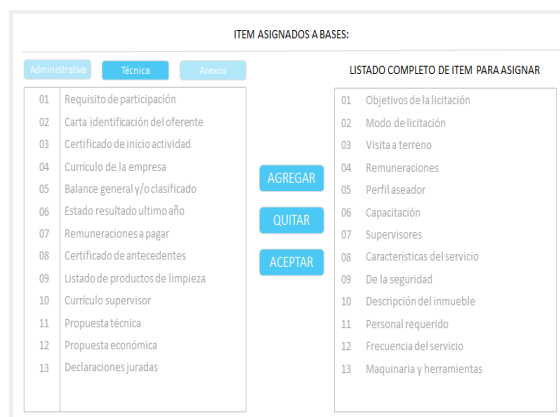 ITEM ASIGNADOS A BASES:
Administrativa Técnica Anexos
LISTADO COMPLETO DE ITEM PARA ASIGNAR
01 Requisito de participación
02 Carta identificación del oferente
03 Certificado de inicio actividad
04 Currículo de la empresa
05 Balance general y/o clasificado
06 Estado resultado ultimo año
07 Remuneraciones a pagar
08 Certificado de antecedentes
09 Listado de productos de limpieza
10 Currículo supervisor
11 Propuesta técnica
12 Propuesta económica
13 Declaraciones juradas
AGREGAR
QUITAR
ACEPTAR
01 Objetivos de la licitación
02 Modo de licitación
03 Visita a terreno
04 Remuneraciones
05 Perfil aseador
06 Capacitación
07 Supervisores
08 Características del servicio
09 De la seguridad
10 Descripción del inmueble
11 Personal requerido
12 Frecuencia del servicio
13 Maquinaria y herramientas